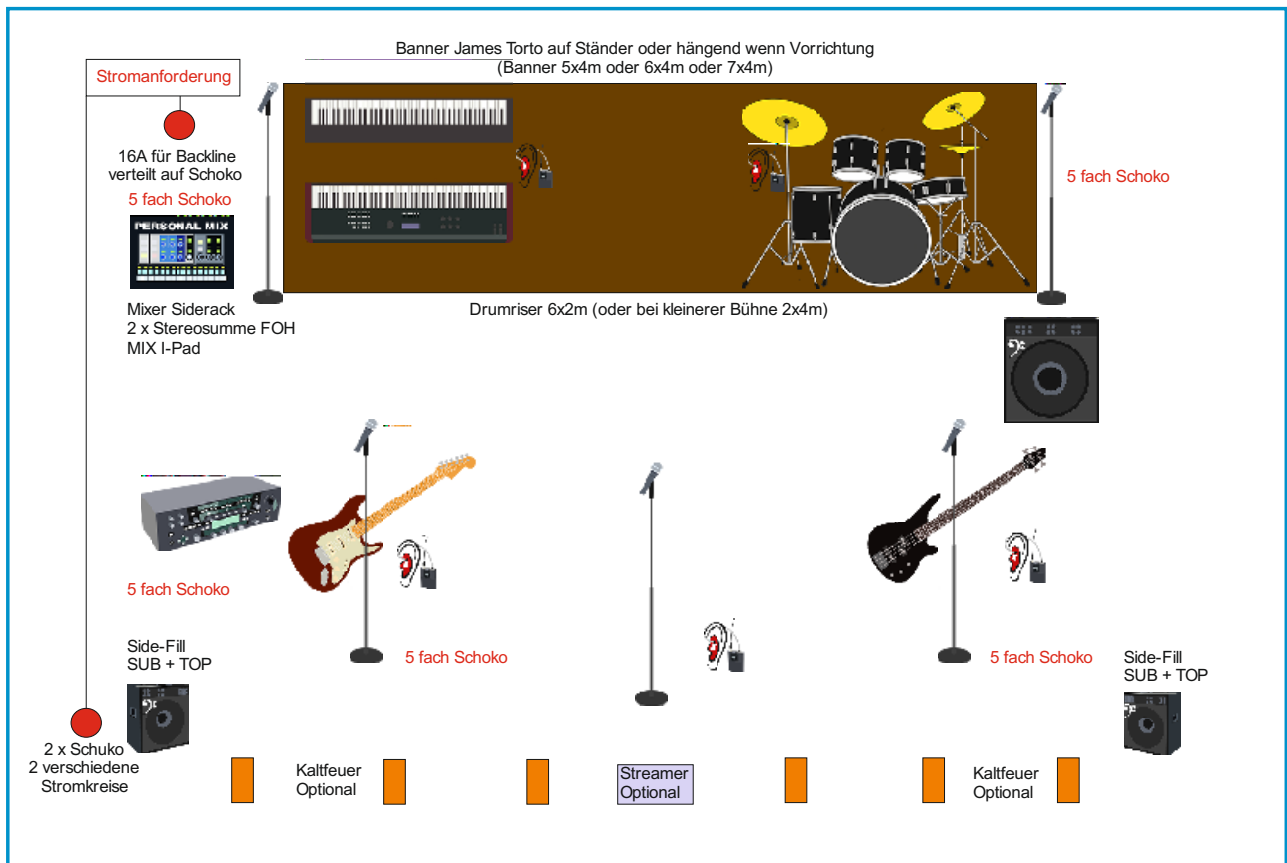 Banner James Torto auf Ständer oder hängend wenn Vorrichtung
(Banner 5x4m oder 6x4m oder 7x4m)
Stromanforderung
16A für Backline
verteilt auf Schoko
5 fach Schoko
PERSONAL MIX
Mixer Siderack
2 x Stereosumme FOH
MIX I-Pad
5 fach Schoko
Drumriser 6x2m (oder bei kleinerer Bühne 2x4m)
5 fach Schoko
5 fach Schoko
5 fach Schoko
Side-Fill
SUB + TOP
Side-Fill
SUB + TOP
2 x Schuko
2 verschiedene
Stromkreise
Kaltfeuer
Optional
Streamer
Optional
Kaltfeuer
Optional